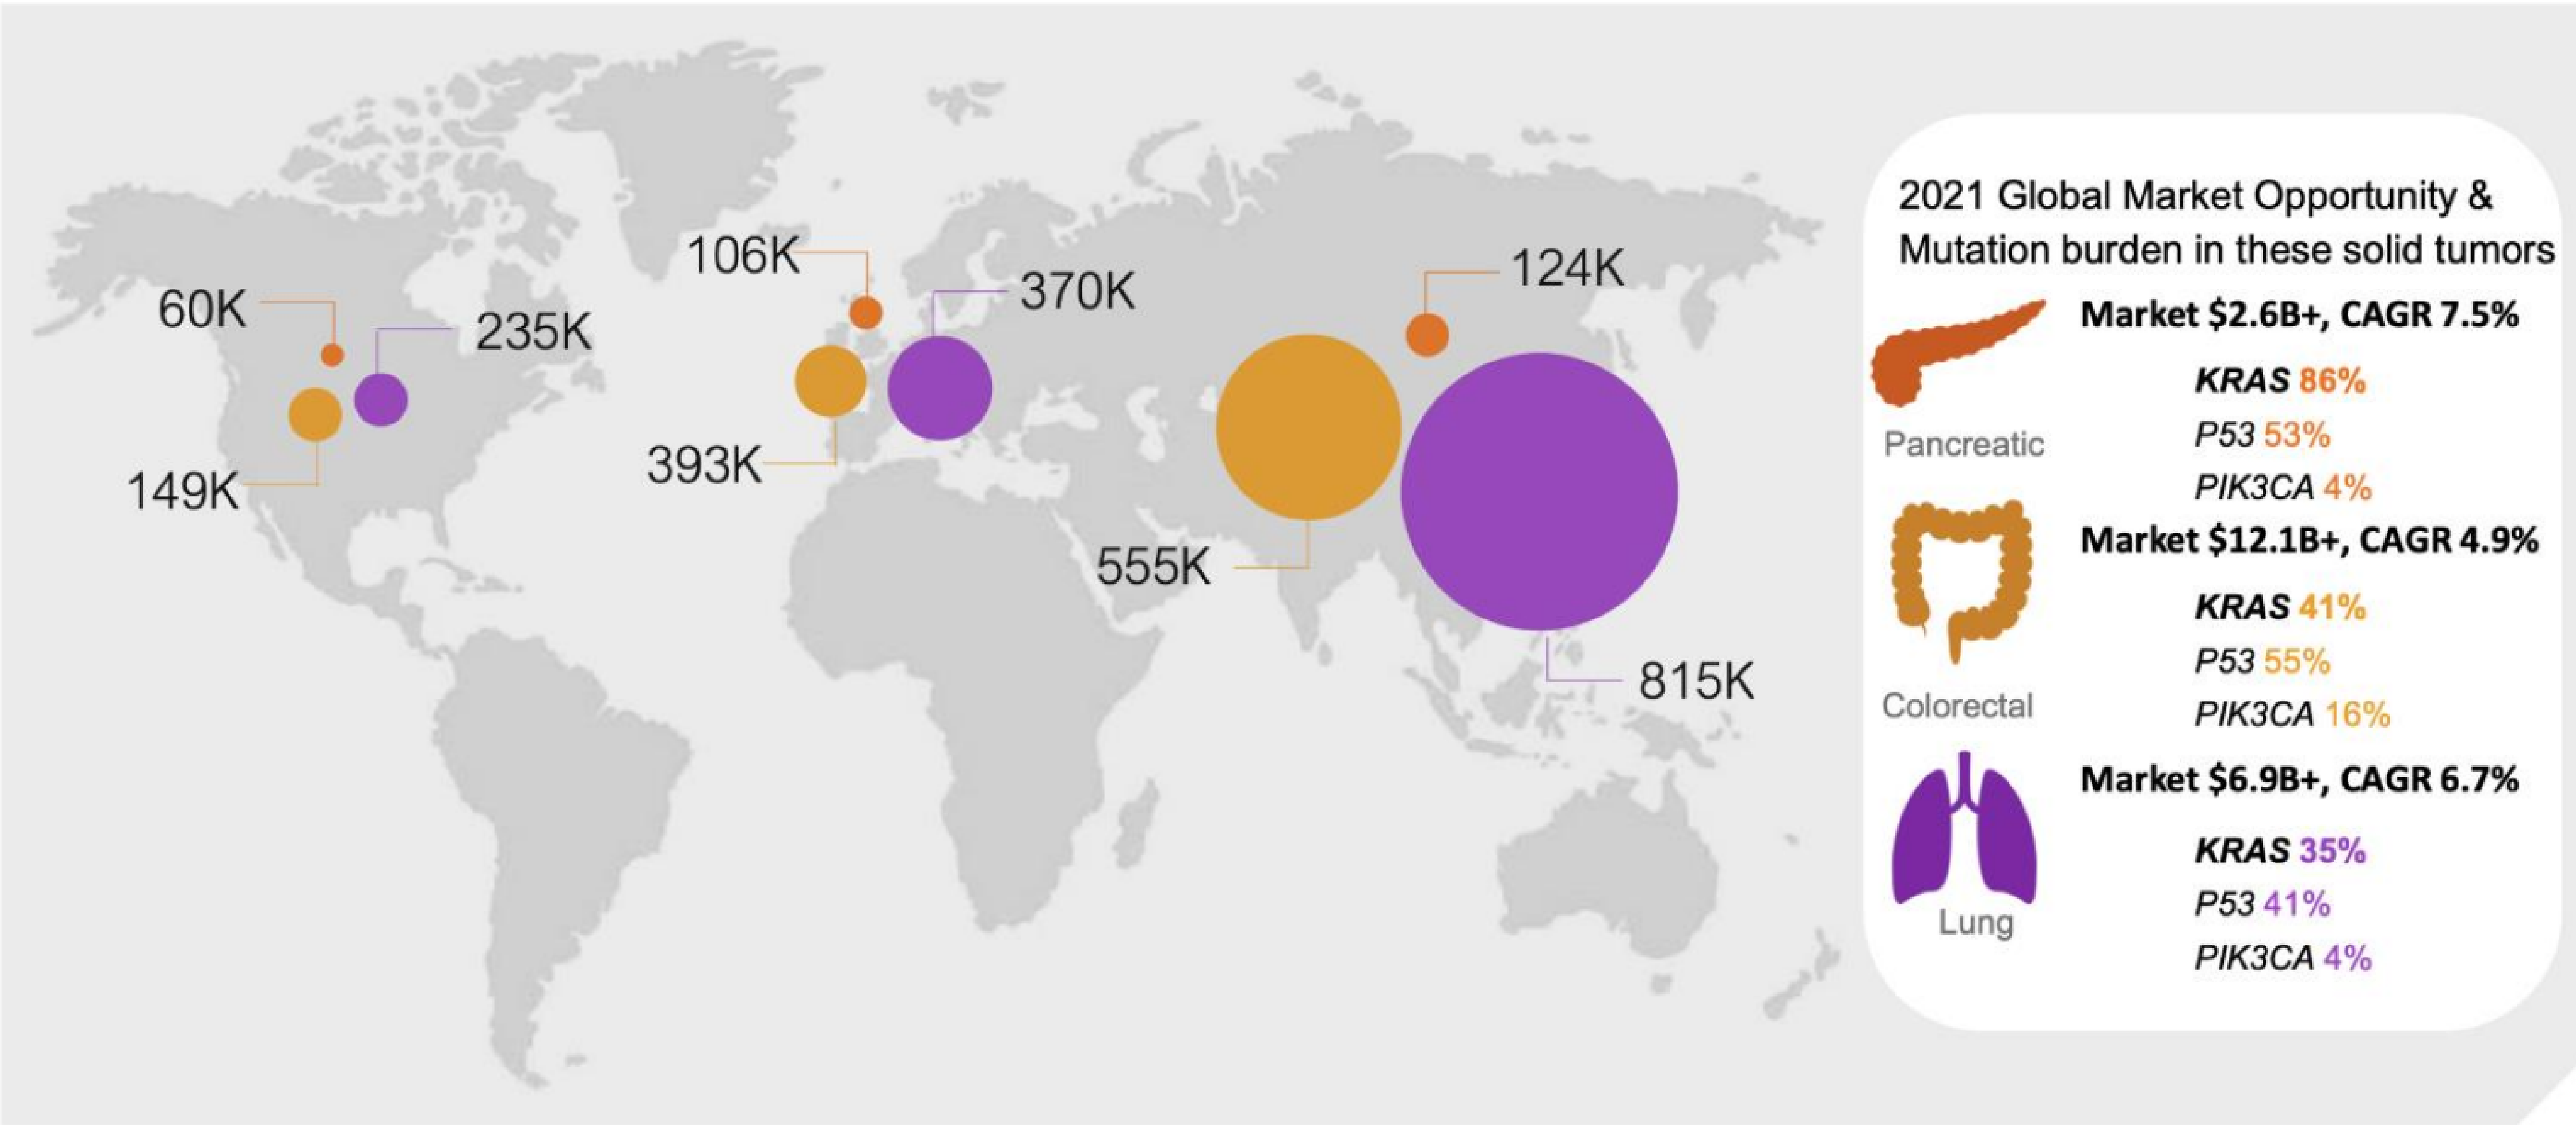 60K
235K
149K
106K
370K
393K
124K
555K
815K
2021 Global Market Opportunity &
Mutation burden in these solid tumors
Market $2.6B+, CAGR 7.5%
KRAS 86%
P53 53%
PIK3CA 4%
Pancreatic
Market $12.1B+, CAGR 4.9%
KRAS 41%
P53 55%
PIK3CA 16%
Colorectal
Market $6.9B+, CAGR 6.7%
KRAS 35%
P53 41%
PIK3CA 4%
Lung